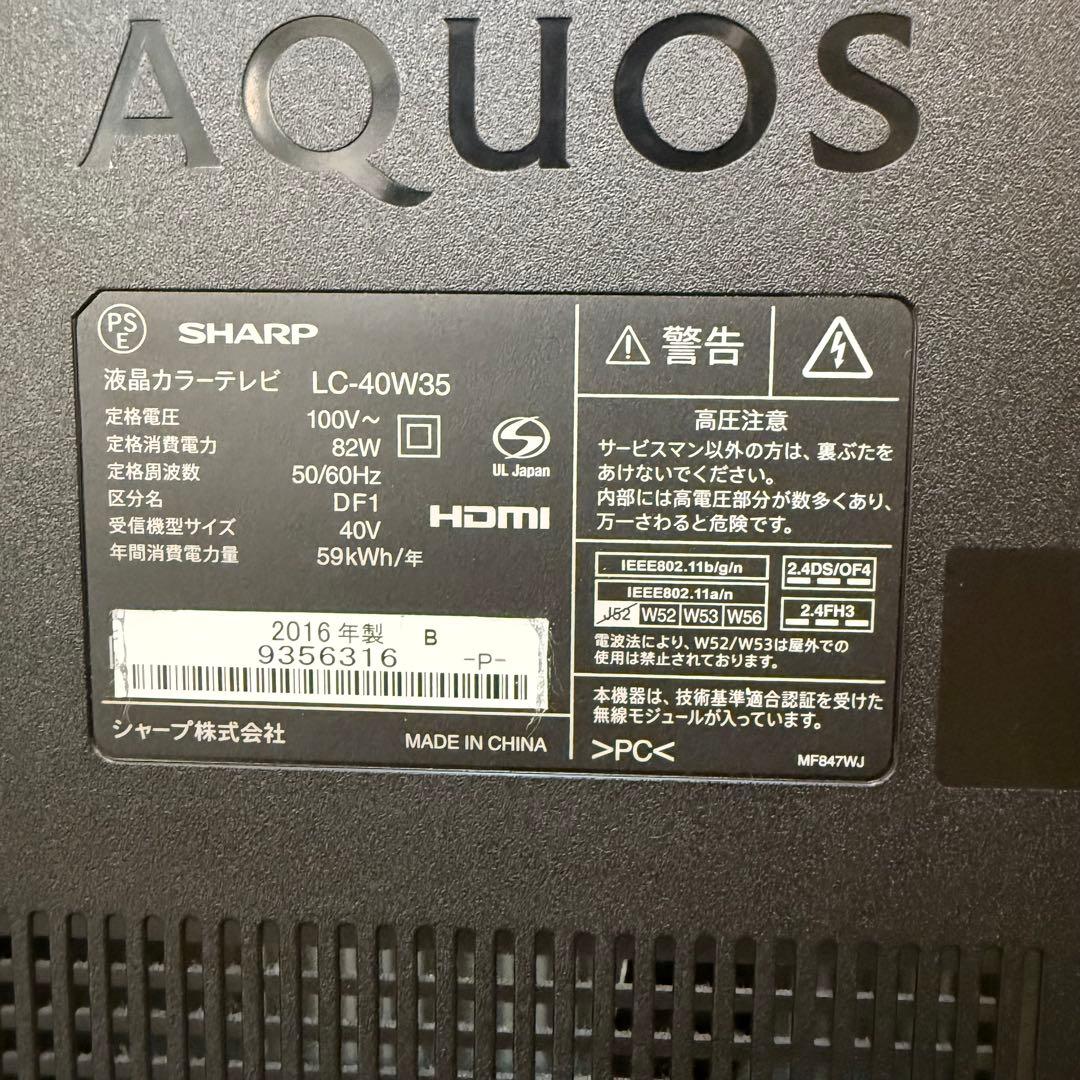 AQUOS
PSE SHARP
液晶カラーテレビ LC-40W35
定格電圧 100V~
定格消費電力 82W
定格周波数 50/60Hz
区分名 DF1
受信機型サイズ 40V
年間消費電力量 59kWh/年
UL Japan
HDMI
2016年製 B
9356316 -P-
シャープ株式会社 MADE IN CHINA
警告
高圧注意
サービスマン以外の方は、裏ぶたを
あけないでください。
内部には高電圧部分が数多くあり、
万一さわると危険です。
IEEE802.11b/g/n 2.4DS/OF4
IEEE802.11a/n
J52 W52 W53 W56 2.4FH3
電波法により、W52/W53は屋外での
使用は禁止されております。
本機器は、技術基準適合認証を受けた
無線モジュールが入っています。
>PC<
MF847WJ